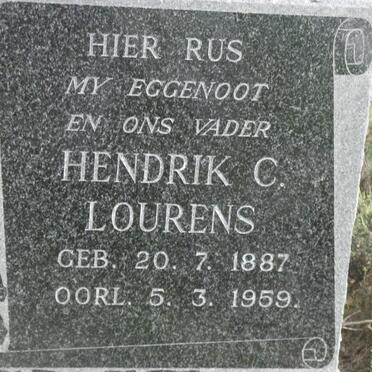 HIER RUS
MY EGGENOOT
EN ONS VADER
HENDRIK C.
LOURENS
GEB. 20. 7. 1887
OORL. 5. 3. 1959.